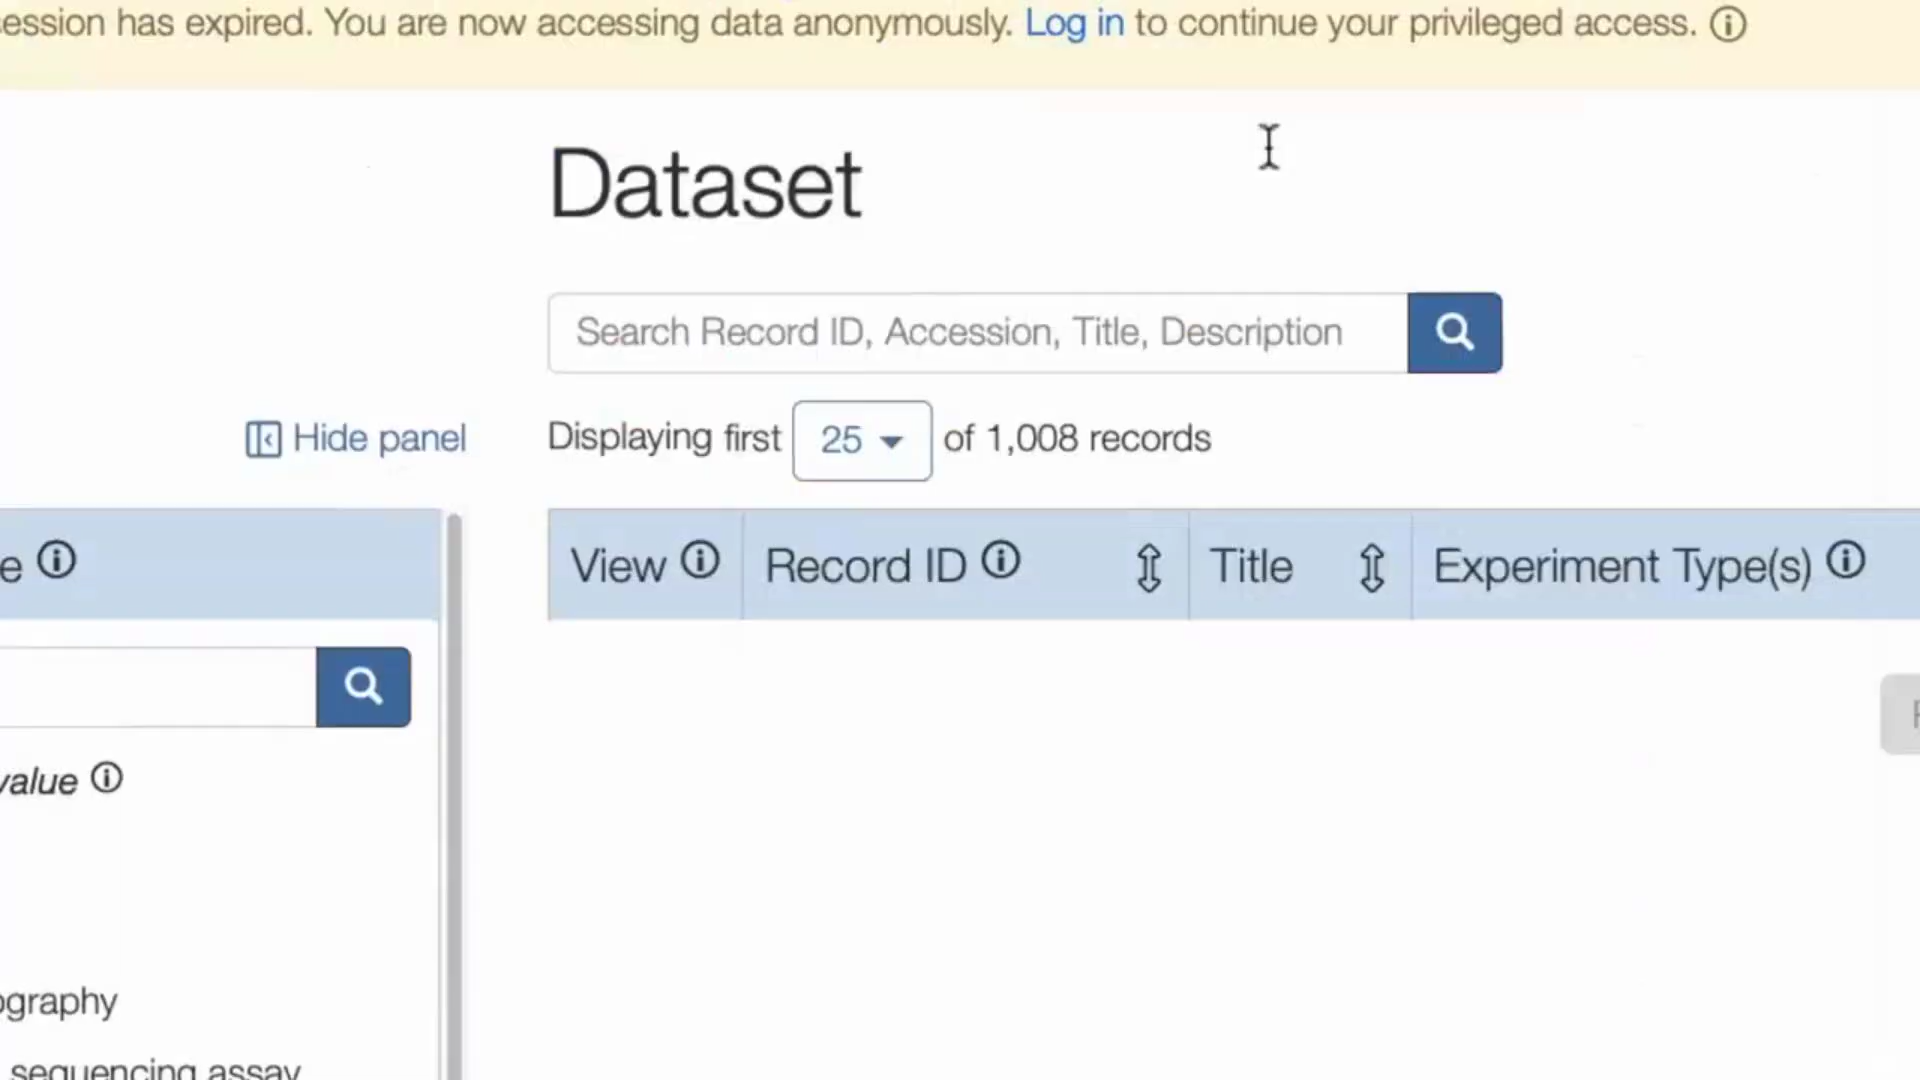 ession has expired. You are now accessing data anonymously. Log in to continue your privileged access.
Dataset
Search Record ID, Accession, Title, Description
Hide panel
Displaying first 25 of 1,008 records
e
View Record ID Title Experiment Type(s)
value
ography
sequencing assay